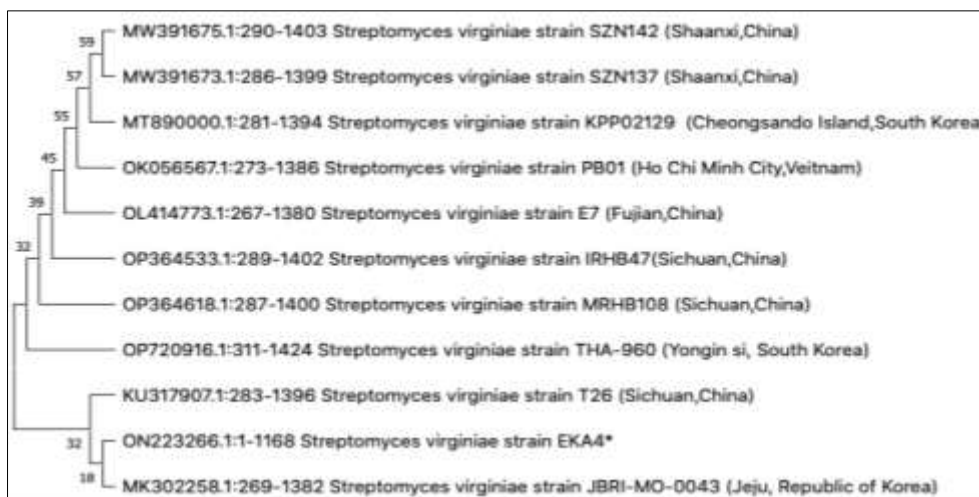 59
MW391675.1:290-1403 Streptomyces virginiae strain SZN142 (Shaanxi,China)
57
MW391673.1:286-1399 Streptomyces virginiae strain SZN137 (Shaanxi,China)
55
MT890000.1:281-1394 Streptomyces virginiae strain KPP02129 (Cheongsando Island,South Korea
45
OK056567.1:273-1386 Streptomyces virginiae strain PB01 (Ho Chi Minh City,Veitnam)
39
OL414773.1:267-1380 Streptomyces virginiae strain E7 (Fujian,China)
32
OP364533.1:289-1402 Streptomyces virginiae strain IRHB47(Sichuan,China)
OP364618.1:287-1400 Streptomyces virginiae strain MRHB108 (Sichuan,China)
OP720916.1:311-1424 Streptomyces virginiae strain THA-960 (Yongin si, South Korea)
KU317907.1:283-1396 Streptomyces virginiae strain T26 (Sichuan,China)
32
ON223266.1:1-1168 Streptomyces virginiae strain EKA4*
18
MK302258.1:269-1382 Streptomyces virginiae strain JBRI-MO-0043 (Jeju, Republic of Korea)